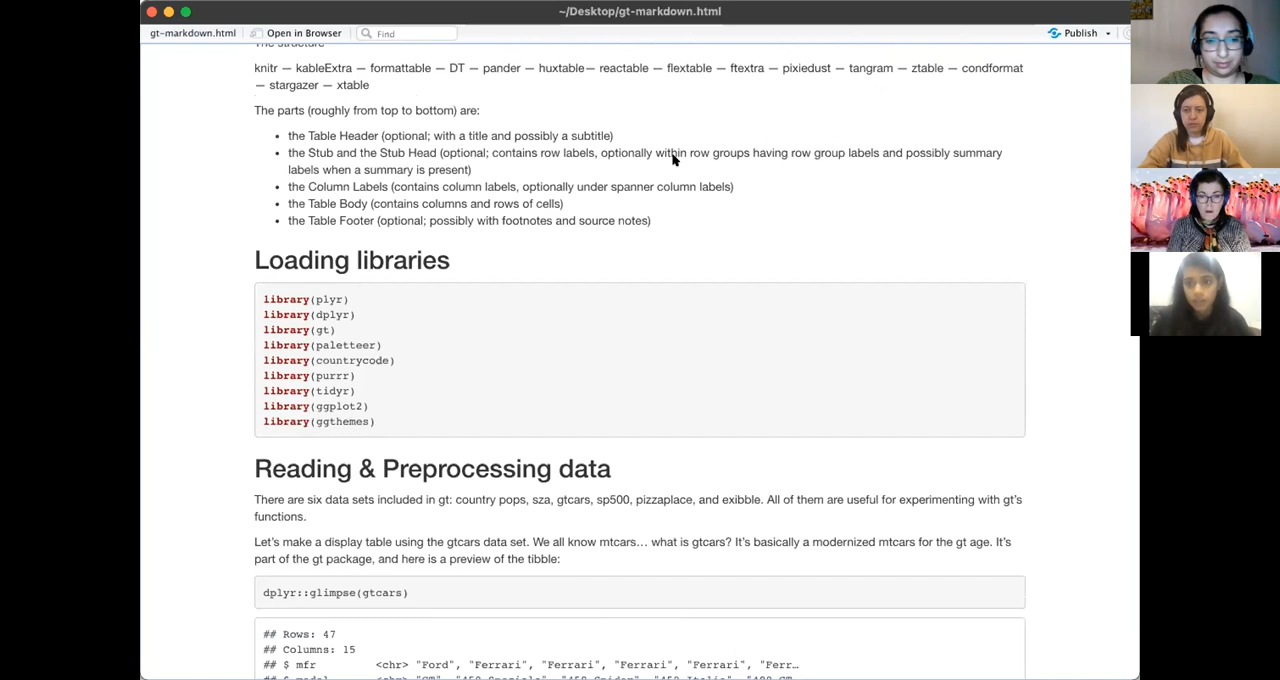 ~/Desktop/gt-markdown.html
gt-markdown.html
Open in Browser
Find
Publish
The structure
knitr — kableExtra — formattable — DT — pander — huxtable— reactable — flextable — ftextra — pixiedust — tangram — ztable — condformat
— stargazer — xtable
The parts (roughly from top to bottom) are:
• the Table Header (optional; with a title and possibly a subtitle)
• the Stub and the Stub Head (optional; contains row labels, optionally within row groups having row group labels and possibly summary
labels when a summary is present)
• the Column Labels (contains column labels, optionally under spanner column labels)
• the Table Body (contains columns and rows of cells)
• the Table Footer (optional; possibly with footnotes and source notes)
Loading libraries
library(plyr)
library(dplyr)
library(gt)
library(paletteer)
library(countrycode)
library(purrr)
library(tidyr)
library(ggplot2)
library(ggthemes)
Reading & Preprocessing data
There are six data sets included in gt: country pops, sza, gtcars, sp500, pizzaplace, and exibble. All of them are useful for experimenting with gt's
functions.
Let's make a display table using the gtcars data set. We all know mtcars… what is gtcars? It's basically a modernized mtcars for the gt age. It's
part of the gt package, and here is a preview of the tibble:
dplyr::glimpse(gtcars)
## Rows: 47
## Columns: 15
## $ mfr <chr> "Ford", "Ferrari", "Ferrari", "Ferrari", "Ferrari", "Ferr…